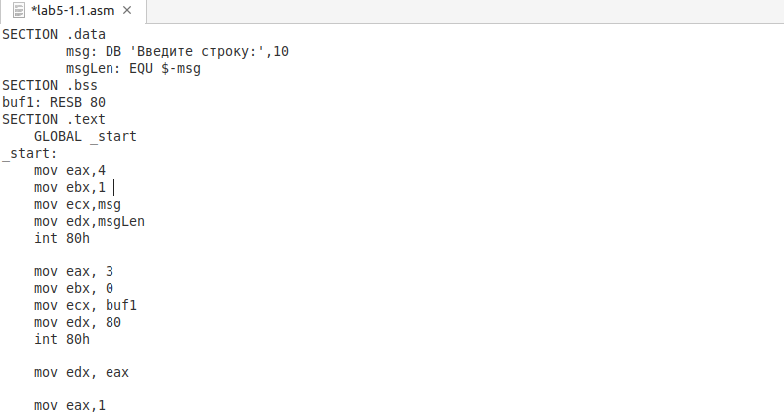 *lab5-1.1.asm ×
SECTION .data
        msg: DB 'Введите строку:',10
        msgLen: EQU $-msg
SECTION .bss
buf1: RESB 80
SECTION .text
    GLOBAL _start
_start:
    mov eax,4
    mov ebx,1
    mov ecx,msg
    mov edx,msgLen
    int 80h

    mov eax, 3
    mov ebx, 0
    mov ecx, buf1
    mov edx, 80
    int 80h

    mov edx, eax

    mov eax,1